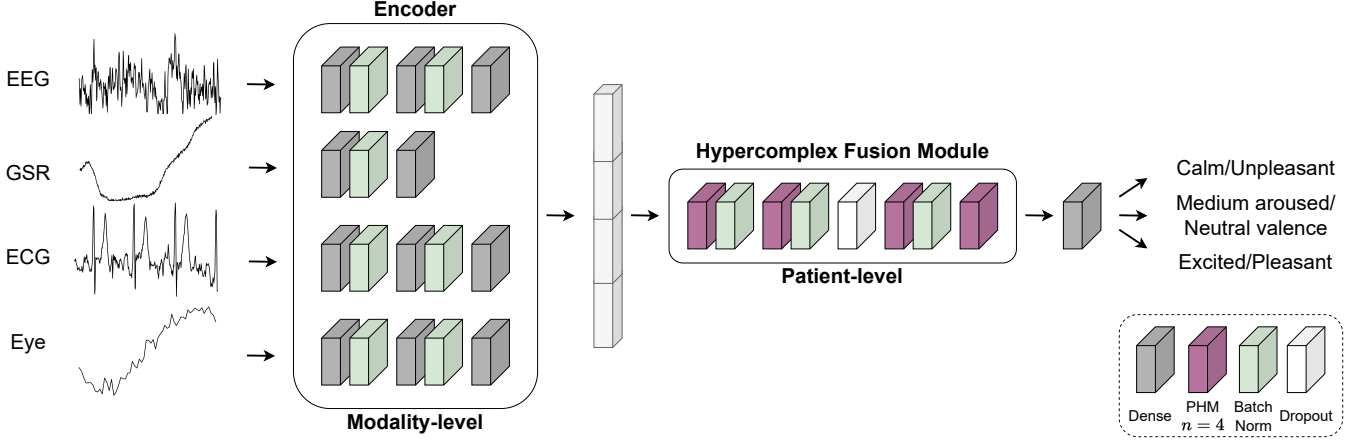 Encoder
EEG
GSR
ECG
Eye
Modality-level
Hypercomplex Fusion Module
Patient-level
Calm/Unpleasant
Medium aroused/
Neutral valence
Excited/Pleasant
Dense
PHM
n = 4
Batch
Norm
Dropout